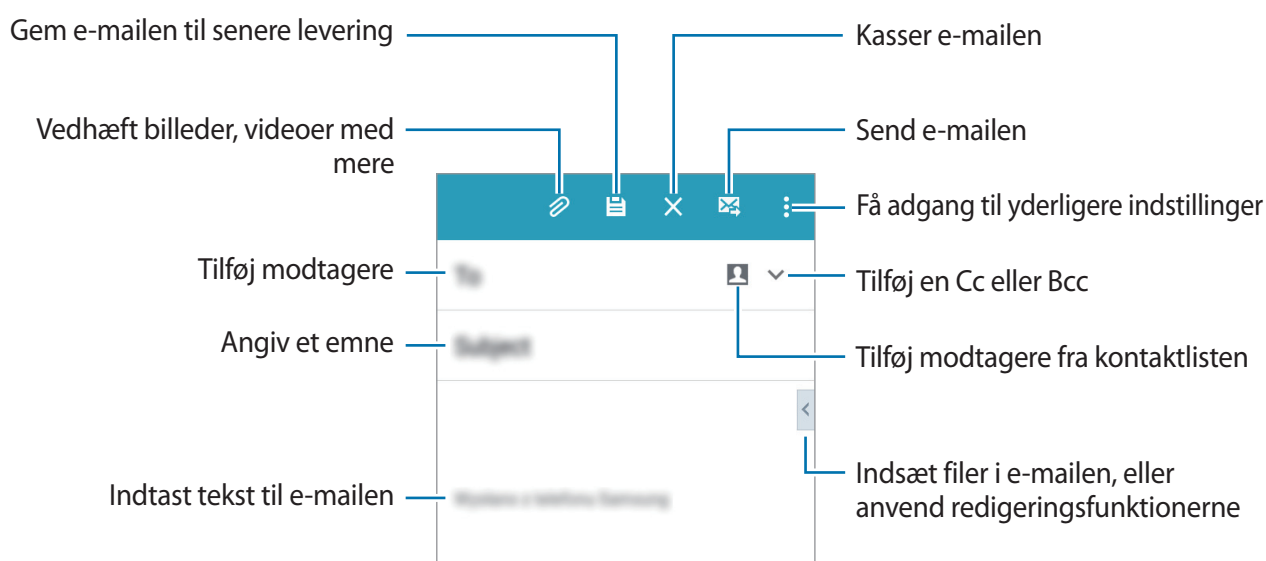 Gem e-mailen til senere levering
Kasser e-mailen
Vedhæft billeder, videoer med
mere
Send e-mailen
Få adgang til yderligere indstillinger
Tilføj modtagere
To
Tilføj en Cc eller Bcc
Angiv et emne
Subject
Tilføj modtagere fra kontaktlisten
Indtast tekst til e-mailen
Indsæt filer i e-mailen, eller
anvend redigeringsfunktionerne